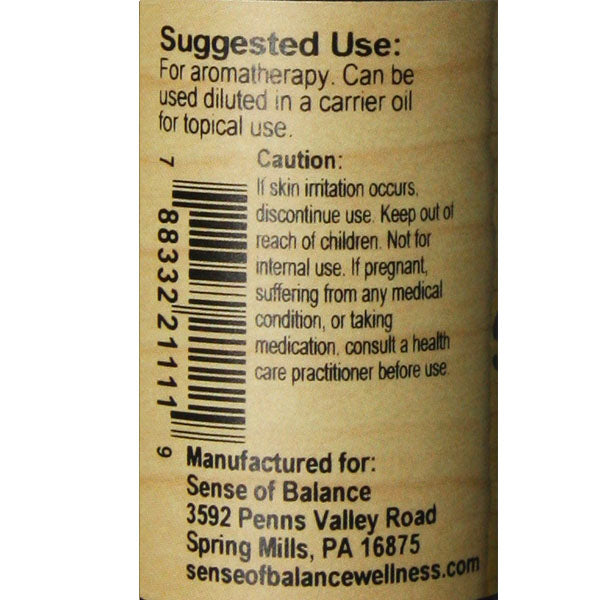 Suggested Use:
For aromatherapy. Can be
used diluted in a carrier oil
for topical use.
Caution:
If skin irritation occurs,
discontinue use. Keep out of
reach of children. Not for
internal use. If pregnant,
suffering from any medical
condition, or taking
medication, consult a health
care practitioner before use.
7 88332 21111 9
Manufactured for:
Sense of Balance
3592 Penns Valley Road
Spring Mills, PA 16875
senseofbalancewellness.com